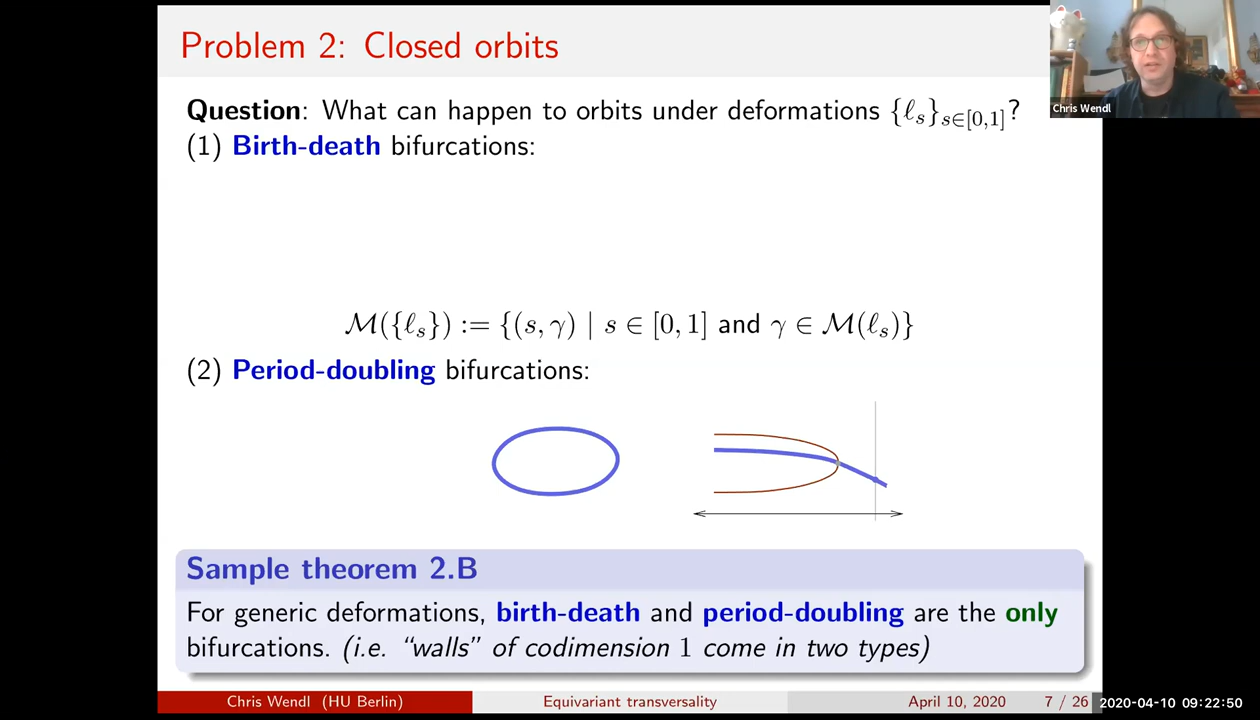 Problem 2: Closed orbits
Chris Wendl
Question: What can happen to orbits under deformations {ℓ_s}_{s∈[0,1]}?
(1) Birth-death bifurcations:
ℳ({ℓ_s}) := {(s, γ) | s ∈ [0, 1] and γ ∈ ℳ(ℓ_s)}
(2) Period-doubling bifurcations:
Sample theorem 2.B
For generic deformations, birth-death and period-doubling are the only
bifurcations. (i.e. “walls” of codimension 1 come in two types)
Chris Wendl (HU Berlin) Equivariant transversality April 10, 2020 7 / 26
2020-04-10 09:22:50